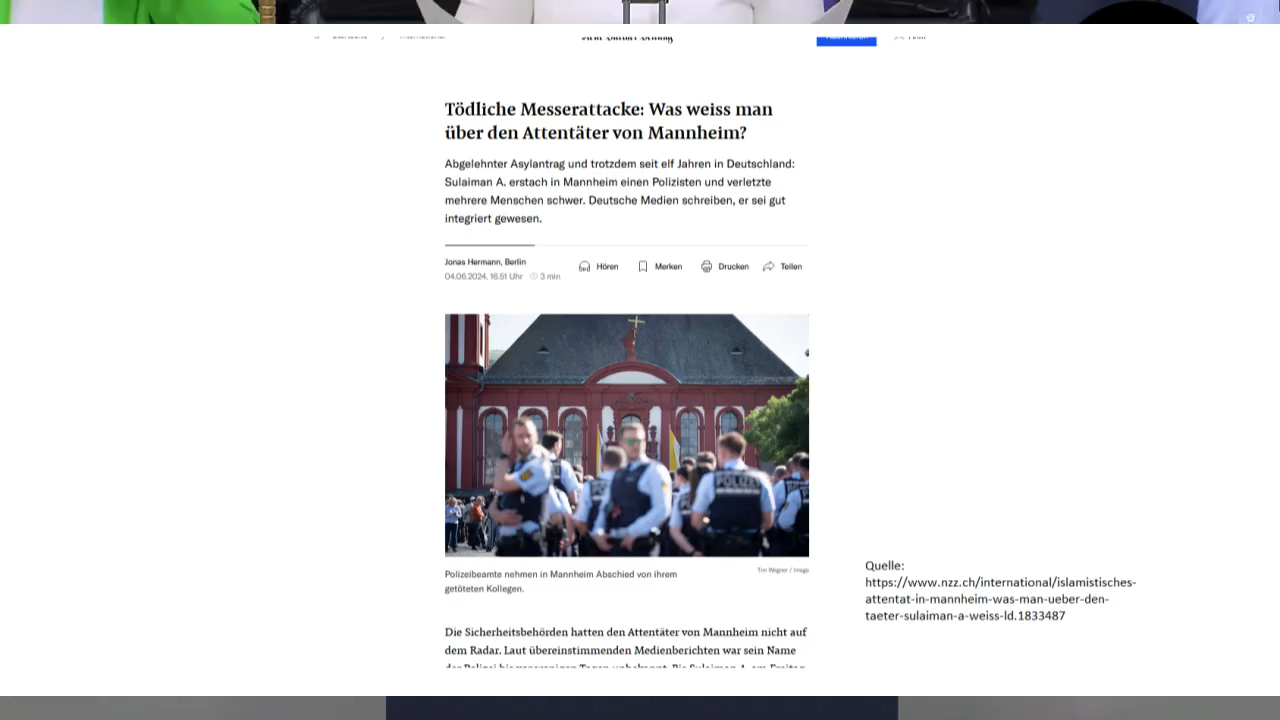 Tödliche Messerattacke: Was weiss man
über den Attentäter von Mannheim?
Abgelehnter Asylantrag und trotzdem seit elf Jahren in Deutschland:
Sulaiman A. erstach in Mannheim einen Polizisten und verletzte
mehrere Menschen schwer. Deutsche Medien schreiben, er sei gut
integriert gewesen.
Jonas Hermann, Berlin
04.06.2024, 16.51 Uhr 3 min
Hören Merken Drucken Teilen
POLIZEI
Tim Wegner / Imago
Polizeibeamte nehmen in Mannheim Abschied von ihrem
getöteten Kollegen.
Quelle:
https://www.nzz.ch/international/islamistisches-
attentat-in-mannheim-was-man-ueber-den-
taeter-sulaiman-a-weiss-ld.1833487
Die Sicherheitsbehörden hatten den Attentäter von Mannheim nicht auf
dem Radar. Laut übereinstimmenden Medienberichten war sein Name